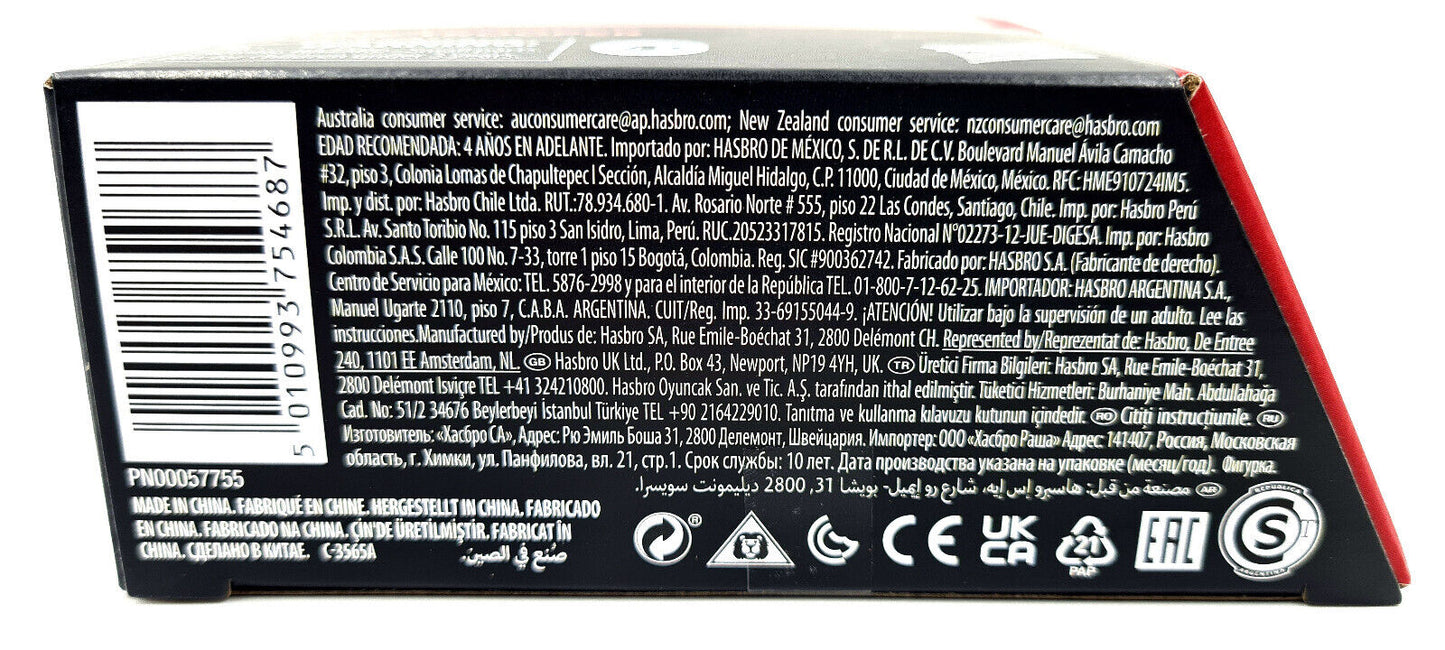 Australia consumer service: auconsumercare@ap.hasbro.com; New Zealand consumer service: nzconsumercare@hasbro.com
EDAD RECOMENDADA: 4 AÑOS EN ADELANTE. Importado por: HASBRO DE MÉXICO, S. DE R.L. DE C.V. Boulevard Manuel Ávila Camacho
#32, piso 3, Colonia Lomas de Chapultepec I Sección, Alcaldía Miguel Hidalgo, C.P. 11000, Ciudad de México, México. RFC: HME910724IM5.
Imp. y dist. por: Hasbro Chile Ltda. RUT.:78.934.680-1. Av. Rosario Norte # 555, piso 22 Las Condes, Santiago, Chile. Imp. por: Hasbro Perú
S.R.L. Av. Santo Toribio No. 115 piso 3 San Isidro, Lima, Perú. RUC.20523317815. Registro Nacional N°02273-12-JUE-DIGESA. Imp. por: Hasbro
Colombia S.A.S. Calle 100 No. 7-33, torre 1 piso 15 Bogotá, Colombia. Reg. SIC #900362742. Fabricado por: HASBRO S.A. (Fabricante de derecho).
Centro de Servicio para México: TEL. 5876-2998 y para el interior de la República TEL. 01-800-7-12-62-25. IMPORTADOR: HASBRO ARGENTINA S.A.,
Manuel Ugarte 2110, piso 7, C.A.B.A. ARGENTINA. CUIT/Reg. Imp. 33-69155044-9. ¡ATENCIÓN! Utilizar bajo la supervisión de un adulto. Lee las
instrucciones.Manufactured by/Produs de: Hasbro SA, Rue Emile-Boéchat 31, 2800 Delémont CH. Represented by/Reprezentat de: Hasbro, De Entree
240, 1101 EE Amsterdam, NL. GB Hasbro UK Ltd., P.O. Box 43, Newport, NP19 4YH, UK. TR Üretici Firma Bilgileri: Hasbro SA, Rue Emile-Boéchat 31,
2800 Delémont İsviçre TEL +41 324210800. Hasbro Oyuncak San. ve Tic. A.Ş. tarafından ithal edilmiştir. Tüketici Hizmetleri: Burhaniye Mah. Abdullahağa
Cad. No: 51/2 34676 Beylerbeyi İstanbul Türkiye TEL +90 2164229010. Tanıtma ve kullanma kılavuzu kutunun içindedir. RO Citiți instrucțiunile. RU
Изготовитель: «Хасбро СА», Адрес: Рю Эмиль Боша 31, 2800 Делемонт, Швейцария. Импортер: ООО «Хасбро Раша» Адрес: 141407, Россия, Московская
область, г. Химки, ул. Панфилова, вл. 21, стр.1. Срок службы: 10 лет. Дата производства указана на упаковке (месяц/год). Фигурка.
AR مصنعة من قبل: هاسبرو إس إيه، شارع رو إيميل- بويشا 31, 2800 ديليمونت سويسرا.
5 010993 754687
PN00057755
MADE IN CHINA. FABRIQUÉ EN CHINE. HERGESTELLT IN CHINA. FABRICADO
EN CHINA. FABRICADO NA CHINA. ÇİN'DE ÜRETİLMİŞTİR. FABRICAT ÎN
CHINA. СДЕЛАНО В КИТАЕ. C-3565A صُنع في الصين.
® CE UK CA 21 PAP EAC REPUBLICA S T ARGENTINA